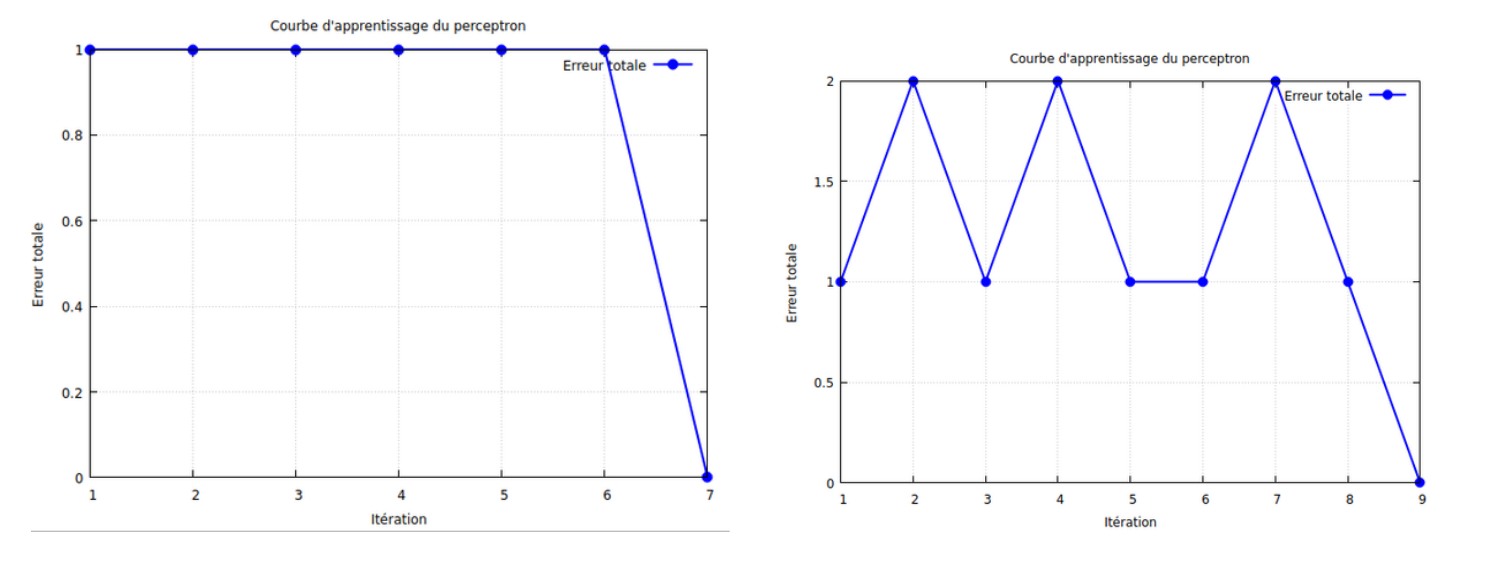 Courbe d'apprentissage du perceptron
1
Erreur totale
0.8
0.6
0.4
0.2
0
Erreur totale
1 2 3 4 5 6 7
Itération
Courbe d'apprentissage du perceptron
2
Erreur totale
1.5
1
0.5
0
Erreur totale
1 2 3 4 5 6 7 8 9
Itération